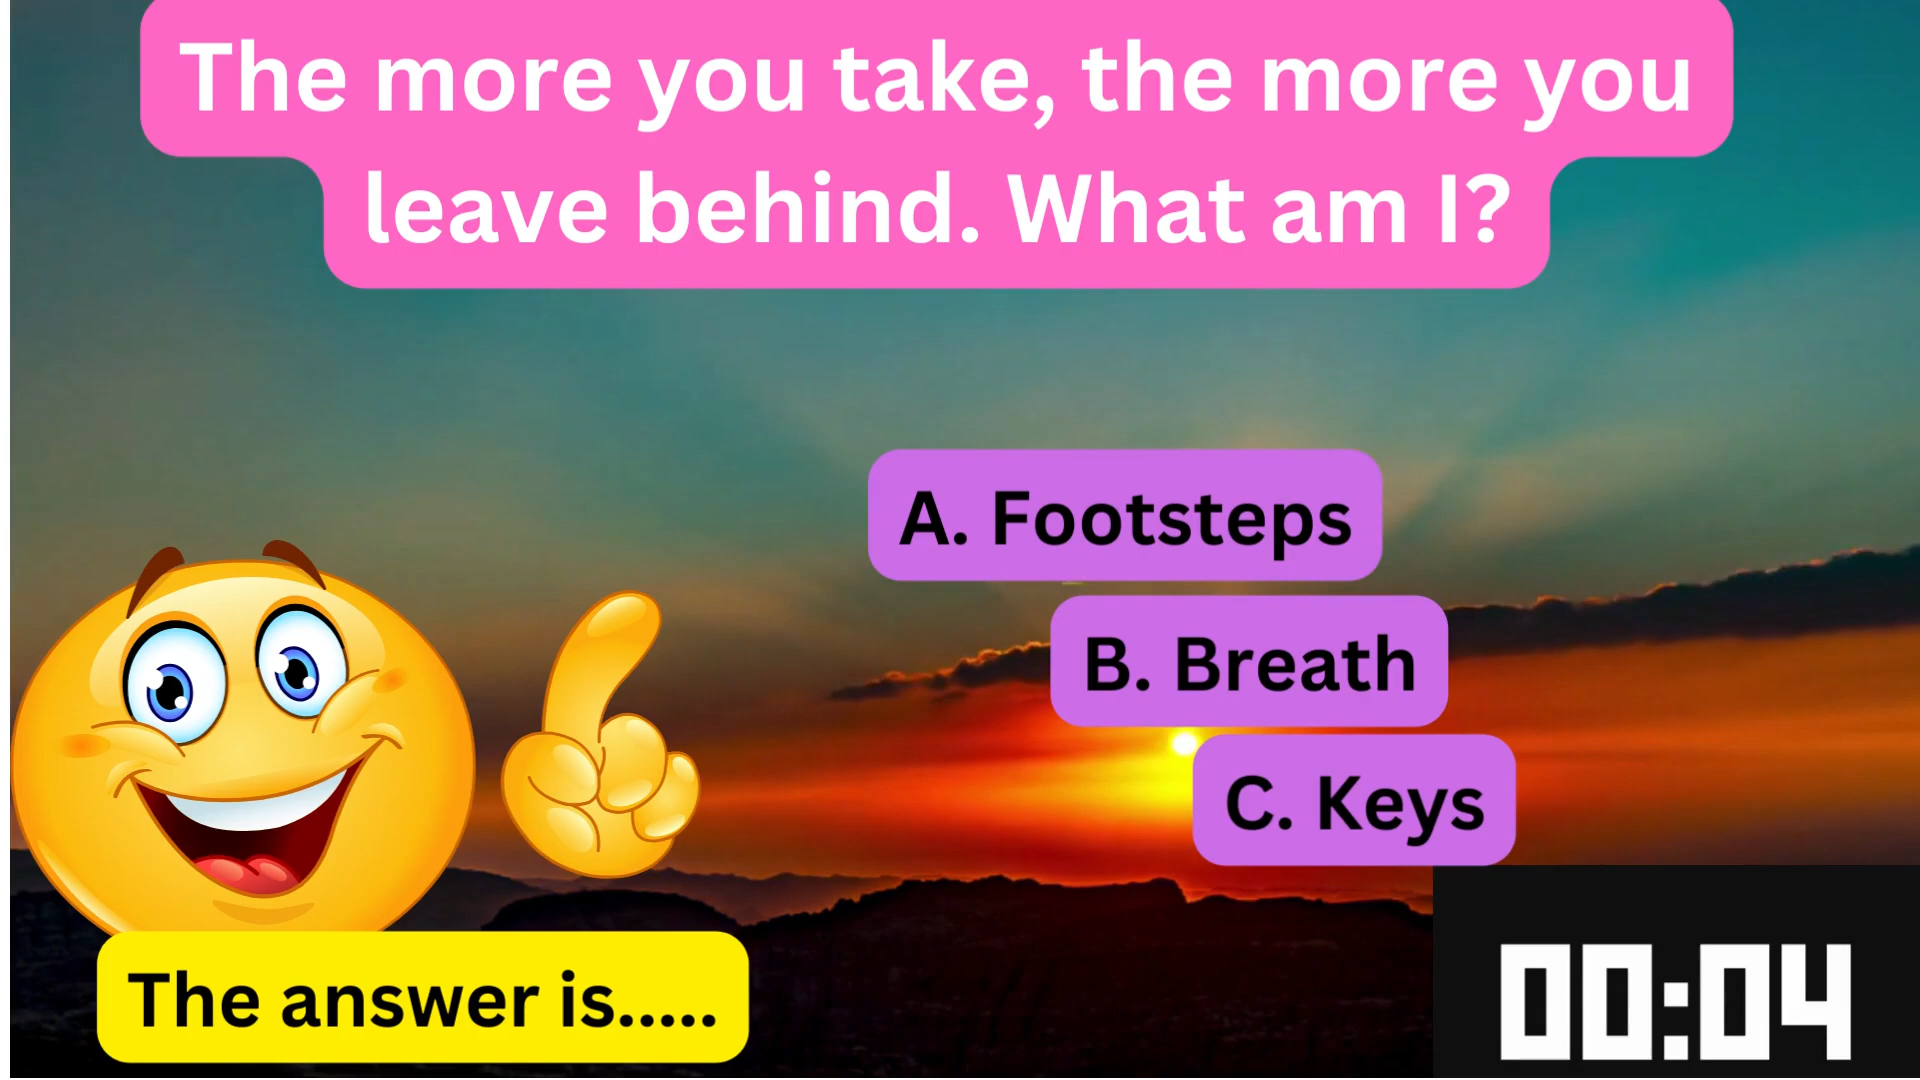 The more you take, the more you
leave behind. What am I?
A. Footsteps
B. Breath
C. Keys
The answer is.....
00:04